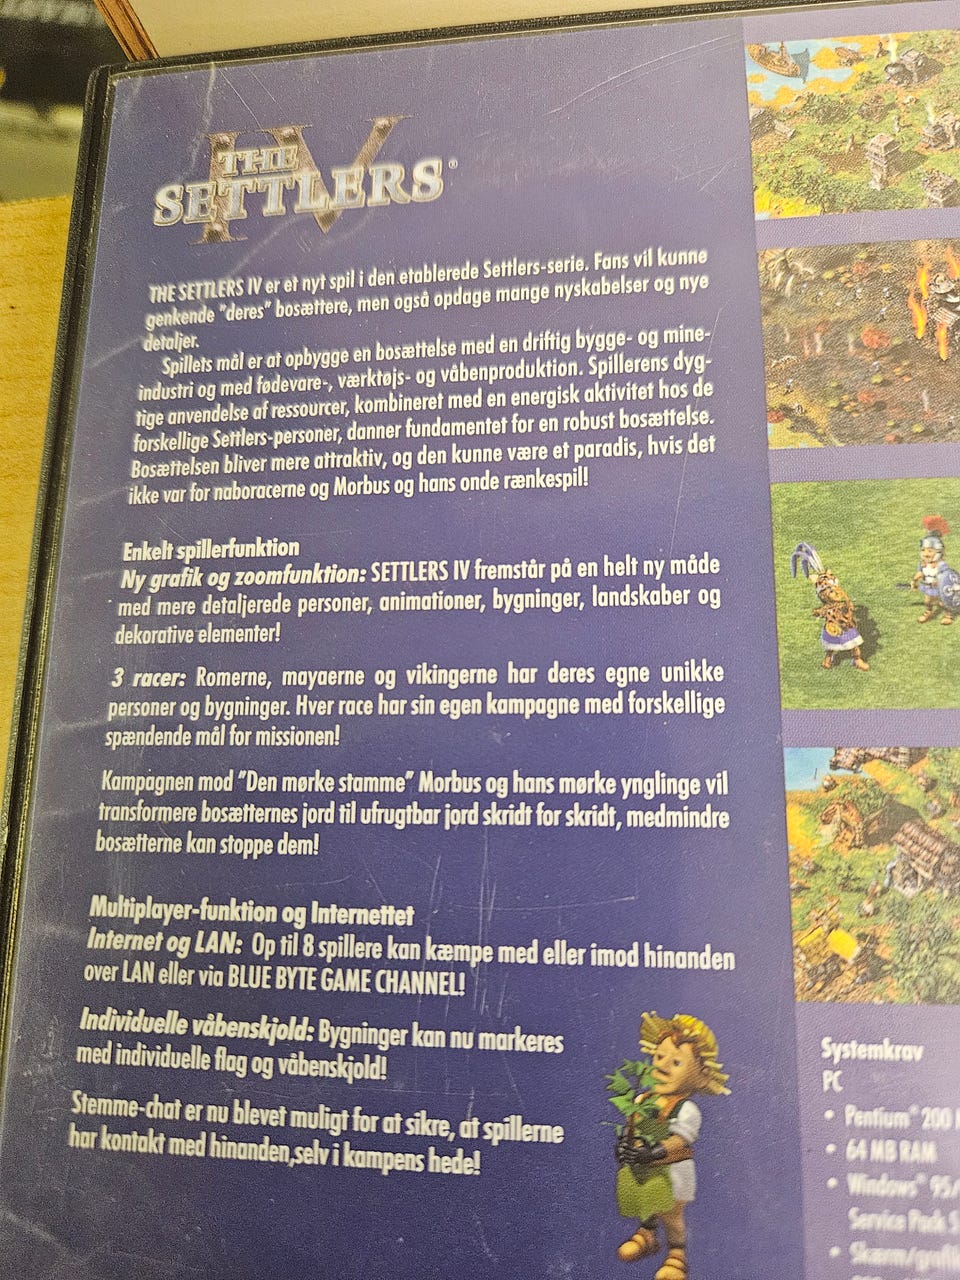 IV
THE
SETTLERS®
THE SETTLERS IV er et nyt spil i den etablerede Settlers-serie. Fans vil kunne
genkende "deres" bosættere, men også opdage mange nyskabelser og nye
detaljer.
Spillets mål er at opbygge en bosættelse med en driftig bygge- og mine-
industri og med fødevare-, værktøjs- og våbenproduktion. Spillerens dyg-
tige anvendelse af ressourcer, kombineret med en energisk aktivitet hos de
forskellige Settlers-personer, danner fundamentet for en robust bosættelse.
Bosættelsen bliver mere attraktiv, og den kunne være et paradis, hvis det
ikke var for naboracerne og Morbus og hans onde rænkespil!
Enkelt spillerfunktion
Ny grafik og zoomfunktion: SETTLERS IV fremstår på en helt ny måde
med mere detaljerede personer, animationer, bygninger, landskaber og
dekorative elementer!
3 racer: Romerne, mayaerne og vikingerne har deres egne unikke
personer og bygninger. Hver race har sin egen kampagne med forskellige
spændende mål for missionen!
Kampagnen mod "Den mørke stamme" Morbus og hans mørke ynglinge vil
transformere bosætternes jord til ufrugtbar jord skridt for skridt, medmindre
bosætterne kan stoppe dem!
Multiplayer-funktion og Internettet
Internet og LAN: Op til 8 spillere kan kæmpe med eller imod hinanden
over LAN eller via BLUE BYTE GAME CHANNEL!
Individuelle våbenskjold: Bygninger kan nu markeres
med individuelle flag og våbenskjold!
Stemme-chat er nu blevet muligt for at sikre, at spillerne
har kontakt med hinanden,selv i kampens hede!
Systemkrav
PC
• Pentium® 200
• 64 MB RAM
• Windows® 95/
Service Pack
• Skærm/grafi